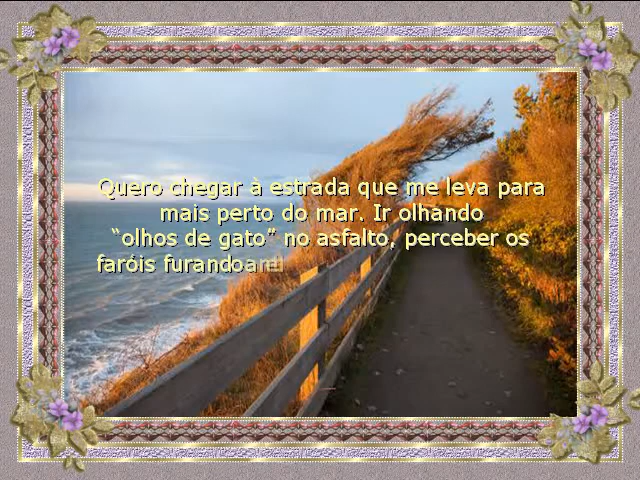 Quero chegar à estrada que me leva para
mais perto do mar. Ir olhando
“olhos de gato” no asfalto, perceber os
faróis furando